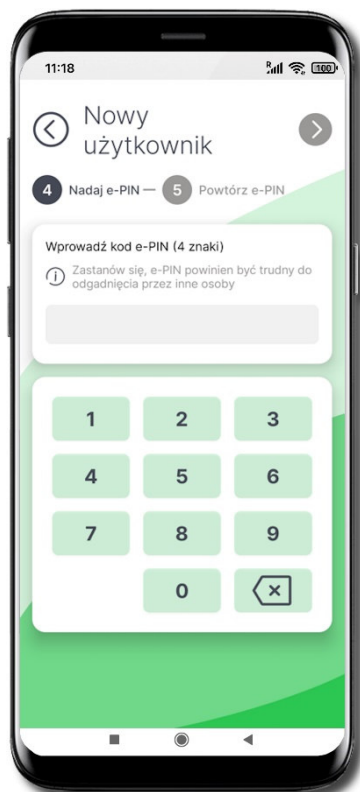 11:18
R
100
Nowy
użytkownik
4 Nadaj e-PIN — 5 Powtórz e-PIN
Wprowadź kod e-PIN (4 znaki)
Zastanów się, e-PIN powinien być trudny do
odgadnięcia przez inne osoby
1 2 3
4 5 6
7 8 9
0